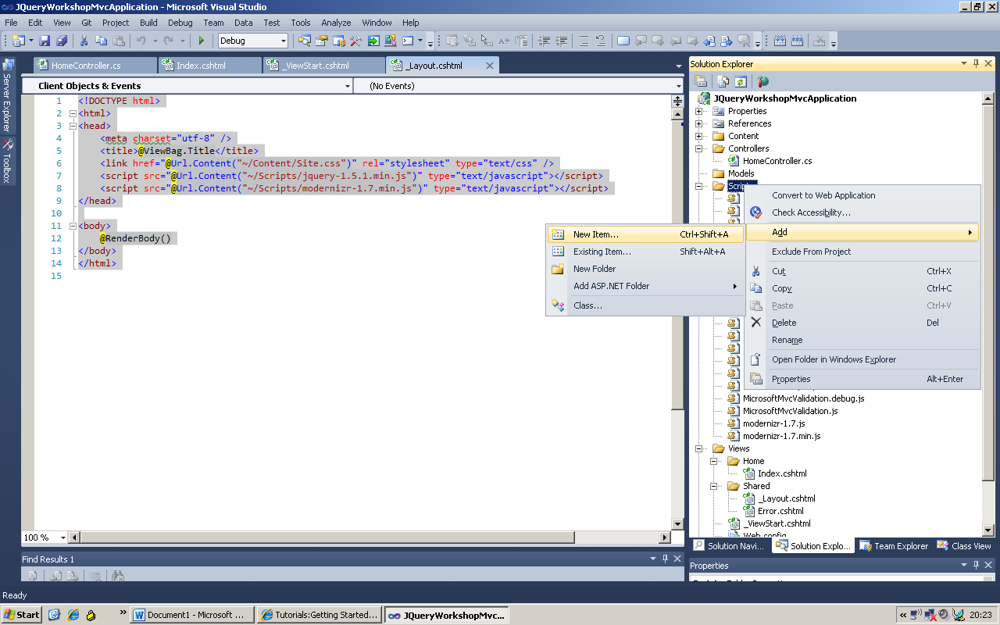 JQueryWorkshopMvcApplication - Microsoft Visual Studio
File Edit View Git Project Build Debug Team Data Test Tools Analyze Window Help
Debug
HomeController.cs Index.cshtml _ViewStart.cshtml _Layout.cshtml
Server Explorer
Toolbox
Client Objects & Events (No Events)
1 <!DOCTYPE html>
2 <html>
3 <head>
4 <meta charset="utf-8" />
5 <title>@ViewBag.Title</title>
6 <link href="@Url.Content("~/Content/Site.css")" rel="stylesheet" type="text/css" />
7 <script src="@Url.Content("~/Scripts/jquery-1.5.1.min.js")" type="text/javascript"></script>
8 <script src="@Url.Content("~/Scripts/modernizr-1.7.min.js")" type="text/javascript"></script>
9 </head>
10
11 <body>
12 @RenderBody()
13 </body>
14 </html>
15
100 %
Find Results 1
Solution Explorer
JQueryWorkshopMvcApplication
Properties
References
Content
Controllers
HomeController.cs
Models
Convert to Web Application
Check Accessibility...
Add
Exclude From Project
Cut Ctrl+X
Copy Ctrl+C
Paste Ctrl+V
Delete Del
Rename
Open Folder in Windows Explorer
Properties Alt+Enter
New Item... Ctrl+Shift+A
Existing Item... Shift+Alt+A
New Folder
Add ASP.NET Folder
Class...
MicrosoftMvcValidation.debug.js
MicrosoftMvcValidation.js
modernizr-1.7.js
modernizr-1.7.min.js
Views
Home
Index.cshtml
Shared
_Layout.cshtml
Error.cshtml
_ViewStart.cshtml
Web.config
Solution Navi... Solution Explo... Team Explorer Class View
Properties
Ready
Start Document1 - Microsoft ... Tutorials:Getting Started... JQueryWorkshopMvc... 20:23